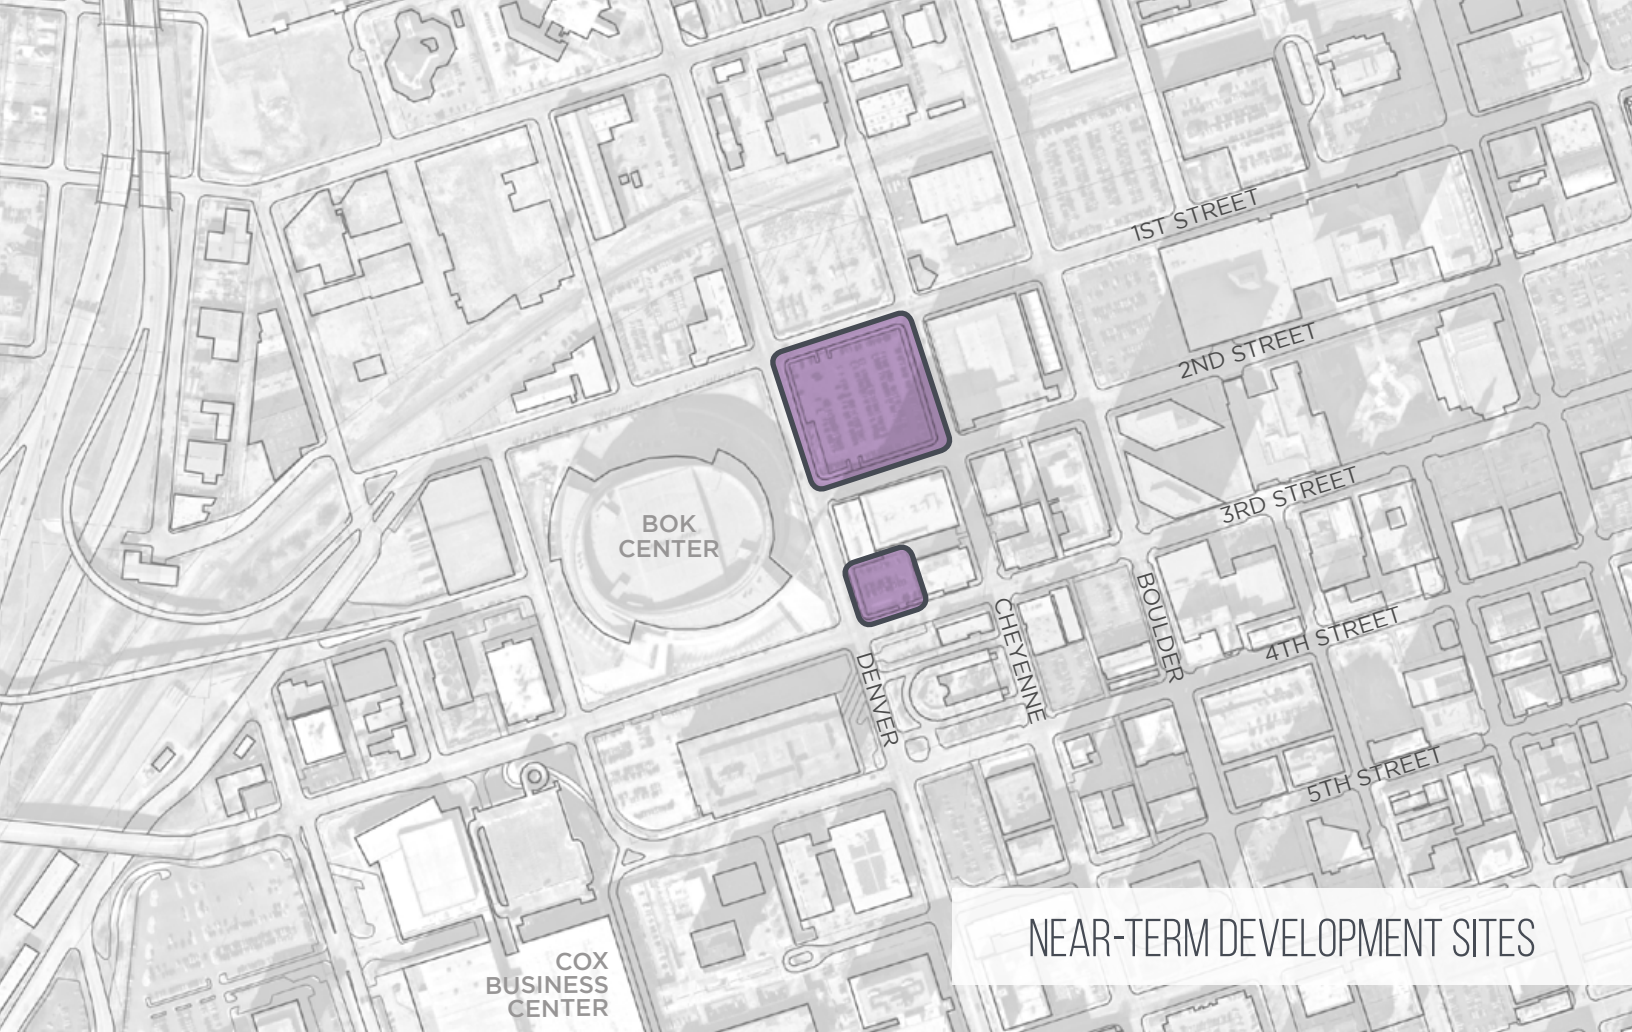 1ST STREET
2ND STREET
3RD STREET
BOK
CENTER
BOULDER
CHEYENNE
4TH STREET
DENVER
5TH STREET
NEAR-TERM DEVELOPMENT SITES
COX
BUSINESS
CENTER